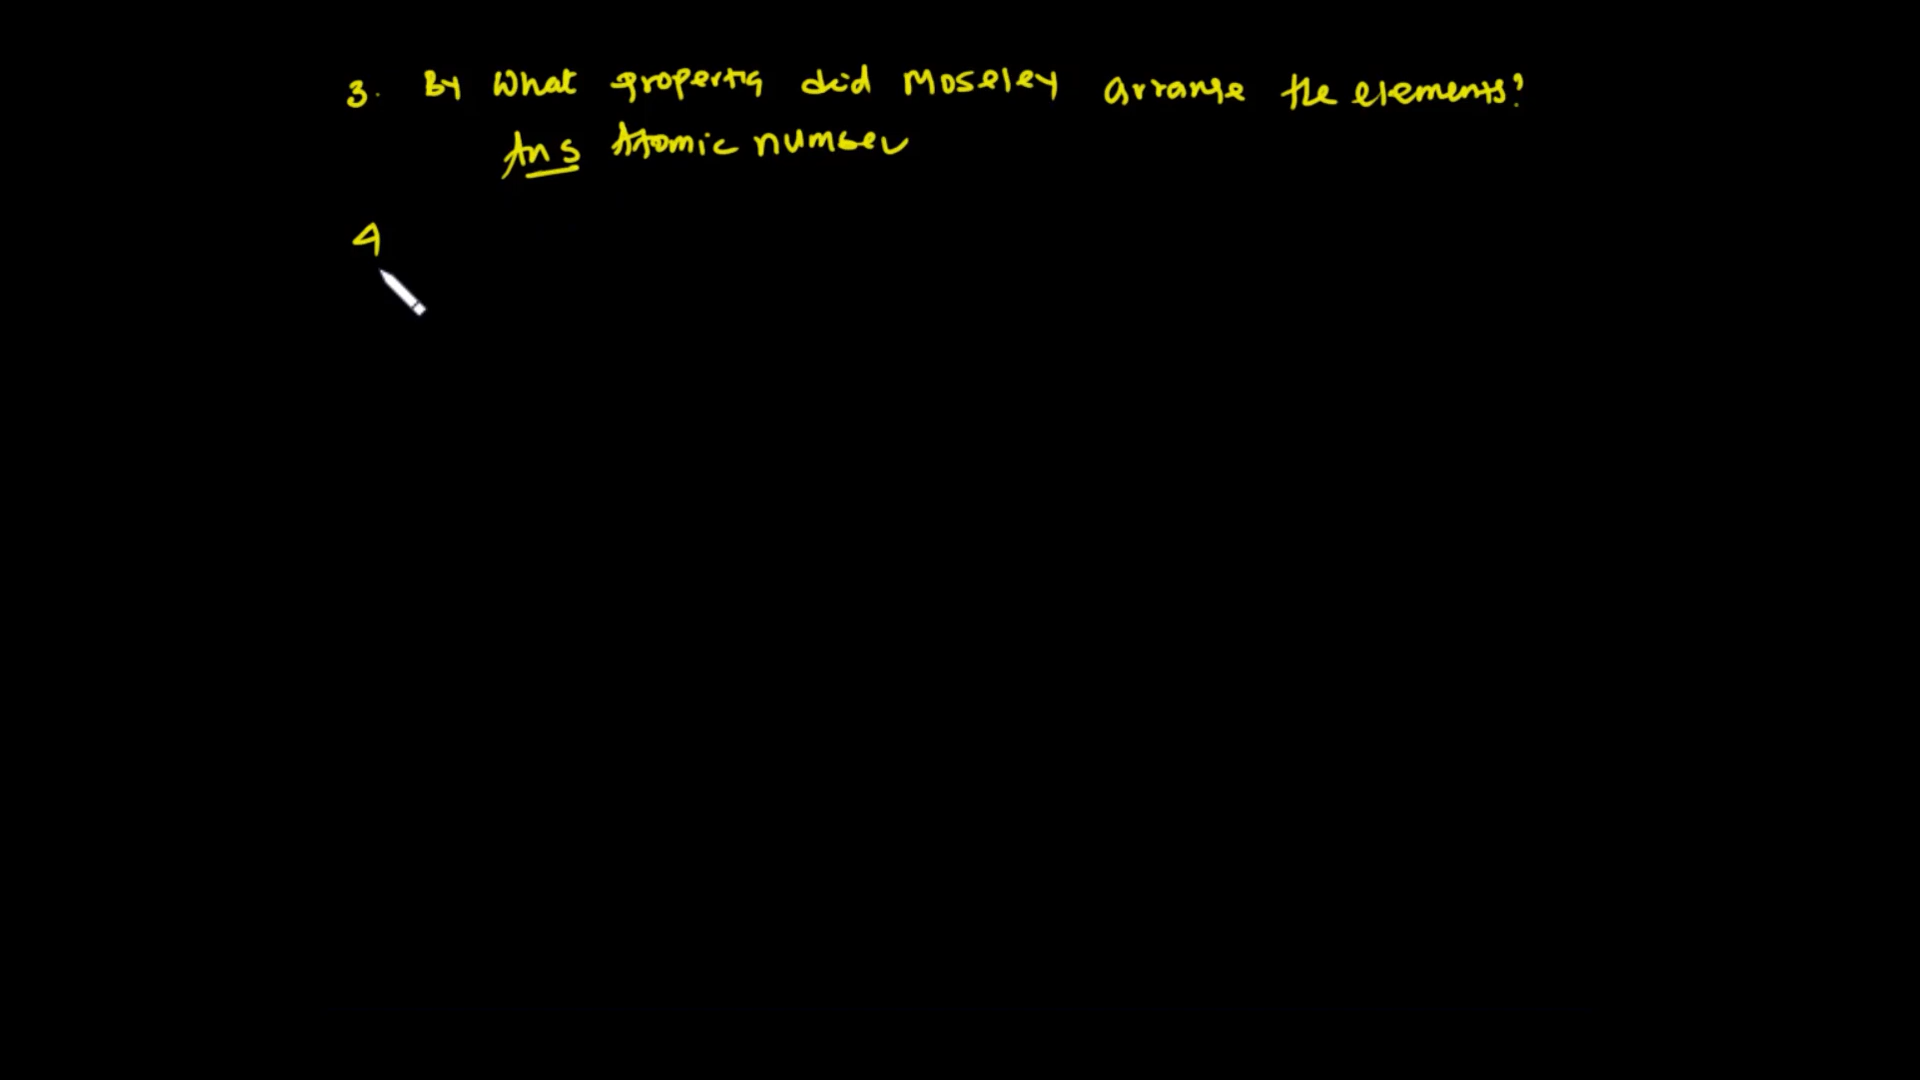 3. By What property did Moseley arrange the elements?
Ans Atomic number
4